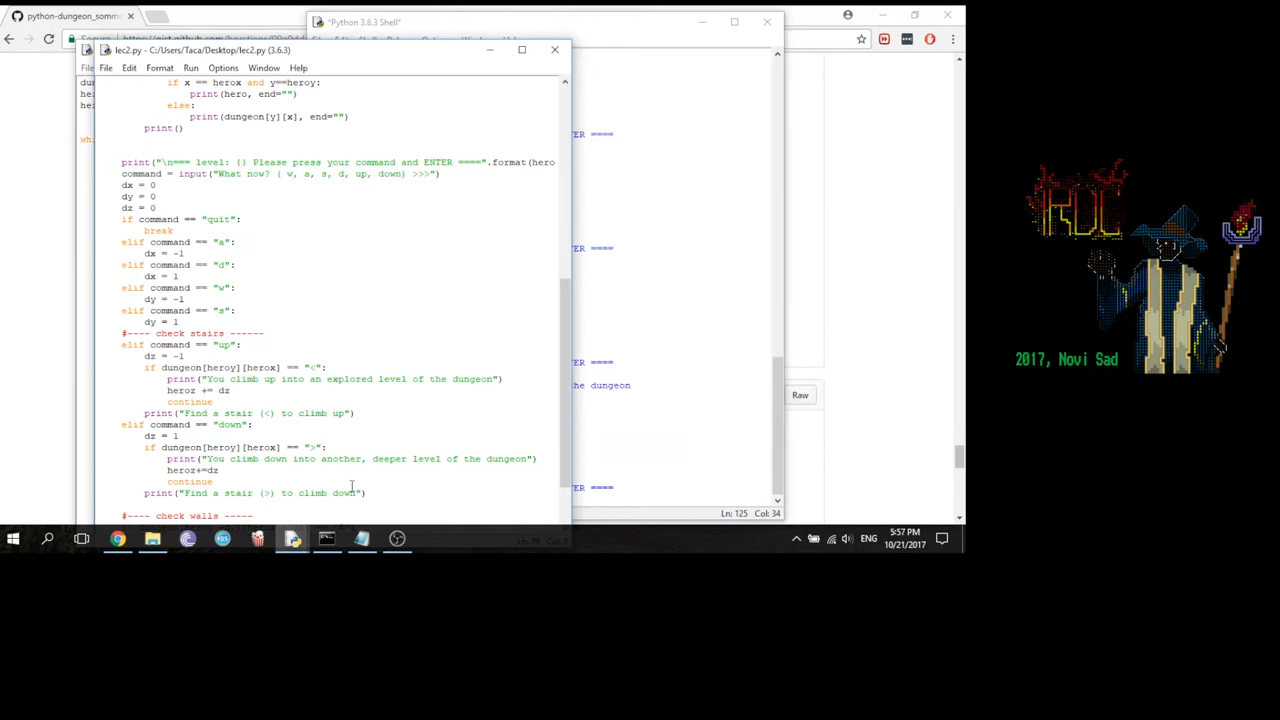 python-dungeon_somm
*Python 3.6.3 Shell*
lec2.py - C:/Users/Taca/Desktop/lec2.py (3.6.3)
File Edit Format Run Options Window Help
if x == herox and y==heroy:
print(hero, end="")
else:
print(dungeon[y][x], end="")
print()
print("\n=== level: () Please press your command and ENTER ====".format(hero
command = input("What now? ( w, a, s, d, up, down) >>>")
dx = 0
dy = 0
dz = 0
if command == "quit":
break
elif command == "a":
dx = -1
elif command == "d":
dx = 1
elif command == "w":
dy = -1
elif command == "s":
dy = 1
#---- check stairs ------
elif command == "up":
dz = -1
if dungeon[heroy][herox] == "<":
print("You climb up into an explored level of the dungeon")
heroz += dz
continue
print("Find a stair (<) to climb up")
elif command == "down":
dz = 1
if dungeon[heroy][herox] == ">":
print("You climb down into another, deeper level of the dungeon")
heroz+=dz
continue
print("Find a stair (>) to climb down")
#---- check walls -----
TER ====
TER ====
TER ====
the dungeon
TER ====
Ln: 125 Col: 34
Raw
ENG
5:57 PM
10/21/2017
2017, Novi Sad